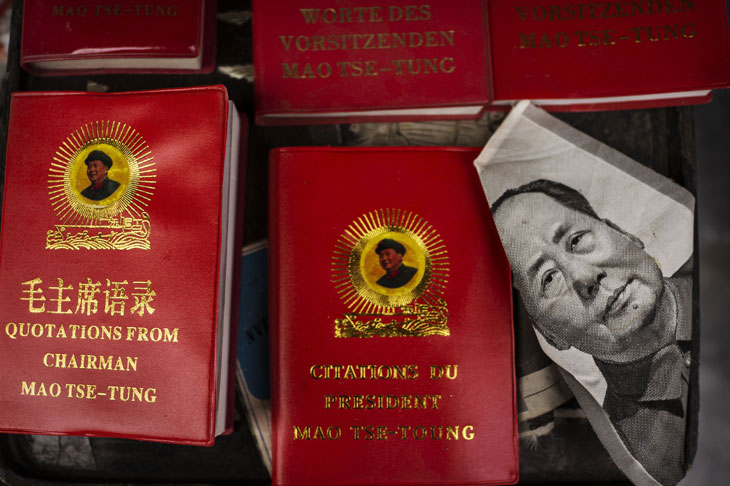 MAO TSE-TUNG
WORTE DES
VORSITZENDEN
MAO TSE-TUNG
VORSITZENDEN
MAO TSE-TUNG
毛主席语录
QUOTATIONS FROM
CHAIRMAN
MAO TSE-TUNG
CITATIONS DU
PRESIDENT
MAO TSE-TOUNG